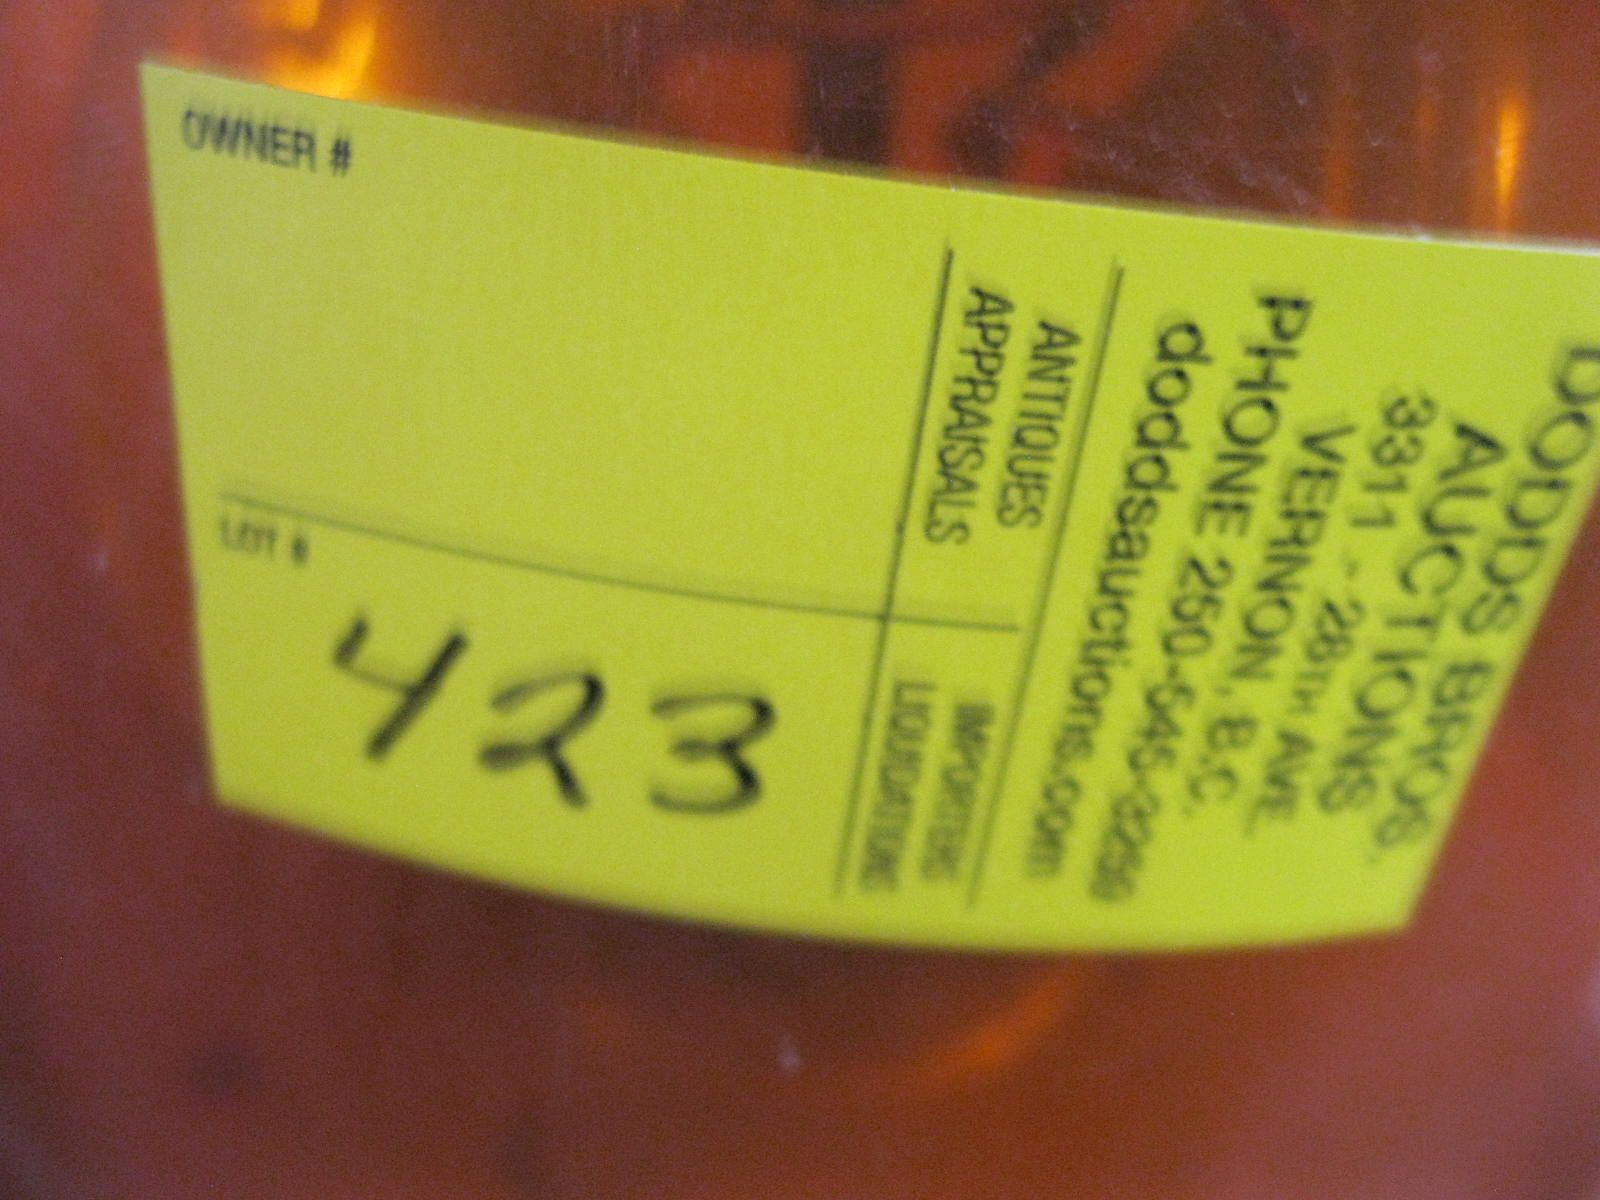 OWNER #
LOT #
423
DODDS BROS.
AUCTIONS
3311 - 28TH AVE.
VERNON, B.C.
PHONE 250-545-3259
doddsauctions.com
ANTIQUES
APPRAISALS
IMPORTERS
LIQUIDATIONS